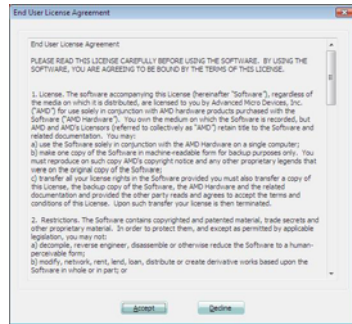 End User License Agreement
End User License Agreement
PLEASE READ THIS LICENSE CAREFULLY BEFORE USING THE SOFTWARE. BY USING THE
SOFTWARE, YOU ARE AGREEING TO BE BOUND BY THE TERMS OF THIS LICENSE.
1. License. The software accompanying this License (hereinafter "Software"), regardless of
the media on which it is distributed, are licensed to you by Advanced Micro Devices, Inc.
("AMD") for use solely in conjunction with AMD hardware products purchased with the
Software ("AMD Hardware"). You own the medium on which the Software is recorded, but
AMD and AMD's Licensors (referred to collectively as "AMD") retain title to the Software and
related documentation. You may:
a) use the Software solely in conjunction with the AMD Hardware on a single computer;
b) make one copy of the Software in machine-readable form for backup purposes only. You
must reproduce on such copy AMD's copyright notice and any other proprietary legends that
were on the original copy of the Software;
c) transfer all your license rights in the Software provided you must also transfer a copy of
this License, the backup copy of the Software, the AMD Hardware and the related
documentation and provided the other party reads and agrees to accept the terms and
conditions of this License. Upon such transfer your license is then terminated.
2. Restrictions. The Software contains copyrighted and patented material, trade secrets and
other proprietary material. In order to protect them, and except as permitted by applicable
legislation, you may not:
a) decompile, reverse engineer, disassemble or otherwise reduce the Software to a human-
perceivable form;
b) modify, network, rent, lend, loan, distribute or create derivative works based upon the
Software in whole or in part; or
Accept
Decline